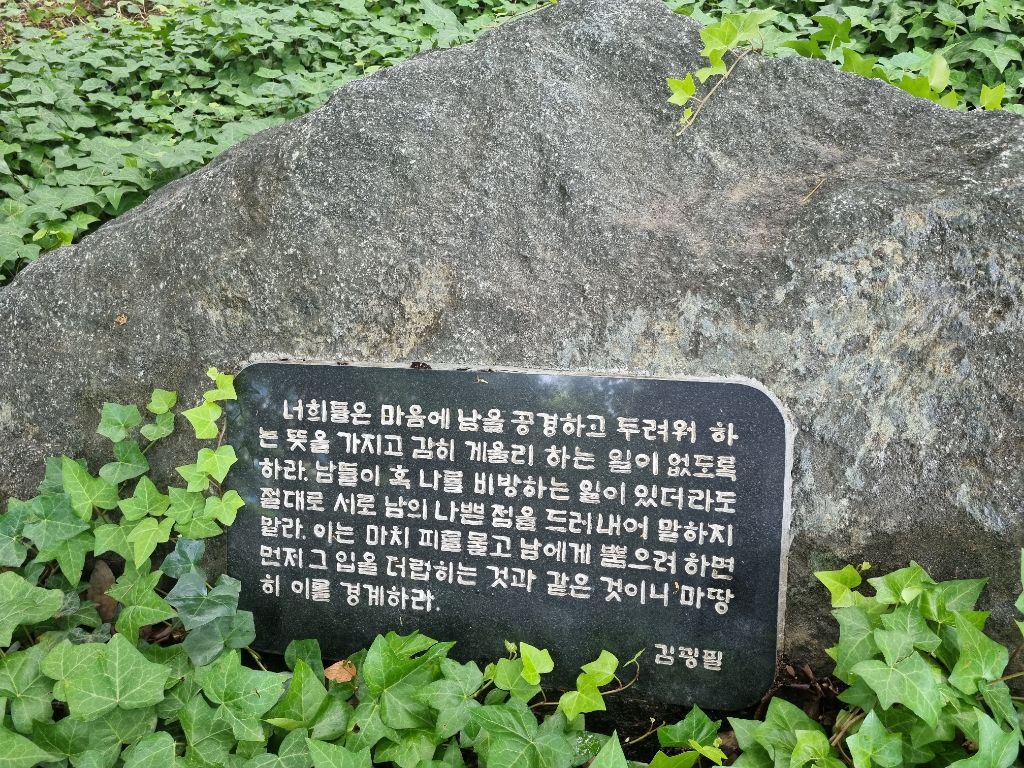 너희들은 마음에 남을 공경하고 두려워 하
는 뜻을 가지고 감히 게을리 하는 일이 없도록
하라. 남들이 혹 나를 비방하는 일이 있더라도
절대로 서로 남의 나쁜 점을 드러내어 말하지
말라. 이는 마치 피를 물고 남에게 뿜으려 하면
먼저 그 입을 더럽히는 것과 같은 것이니 마땅
히 이를 경계하라.
김굉필